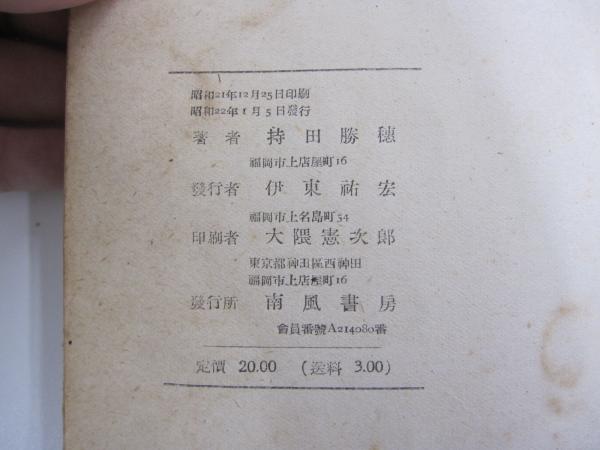 昭和21年12月25日印刷
昭和22年1月5日發行
著者 持田勝穂
福岡市上店屋町16
發行者 伊東祐宏
福岡市上名島町54
印刷者 大隈憲次郎
東京都神田區西神田
福岡市上店屋町16
發行所 南風書房
會員番號A214080番
定價 20.00 (送料 3.00)